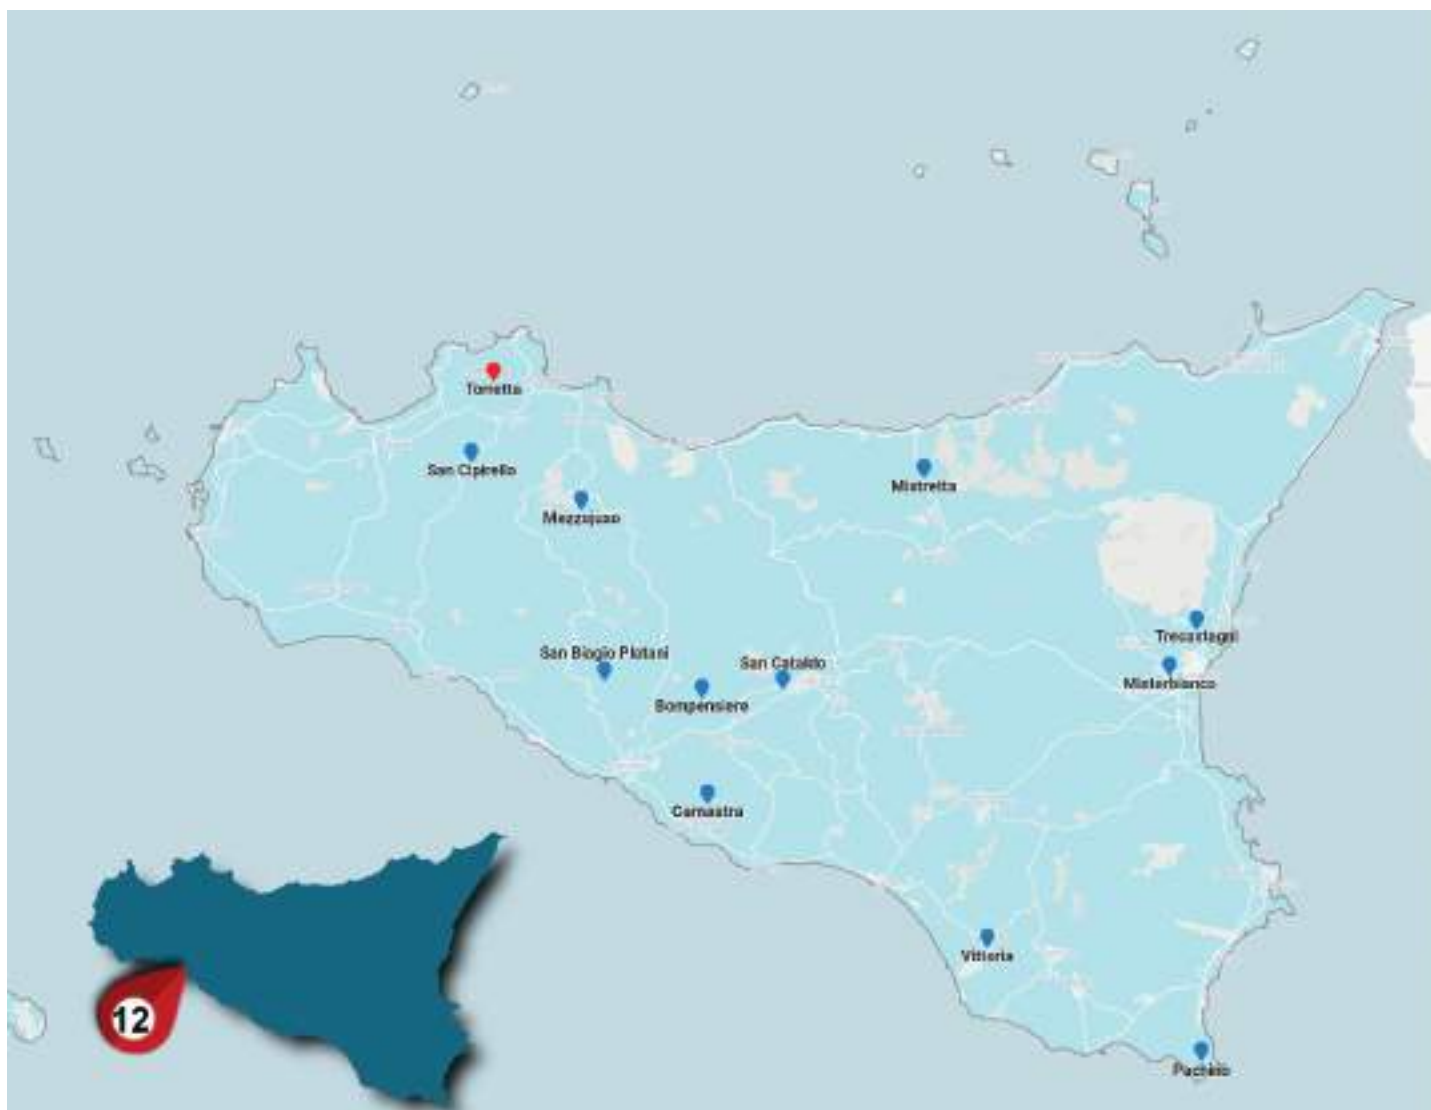 Torretta
San Cipirello
Mistretta
Mezzojuso
Trecastagni
San Biagio Platani
San Cataldo
Misterbianco
Bompensiere
Camastra
Vittoria
12
Pachino